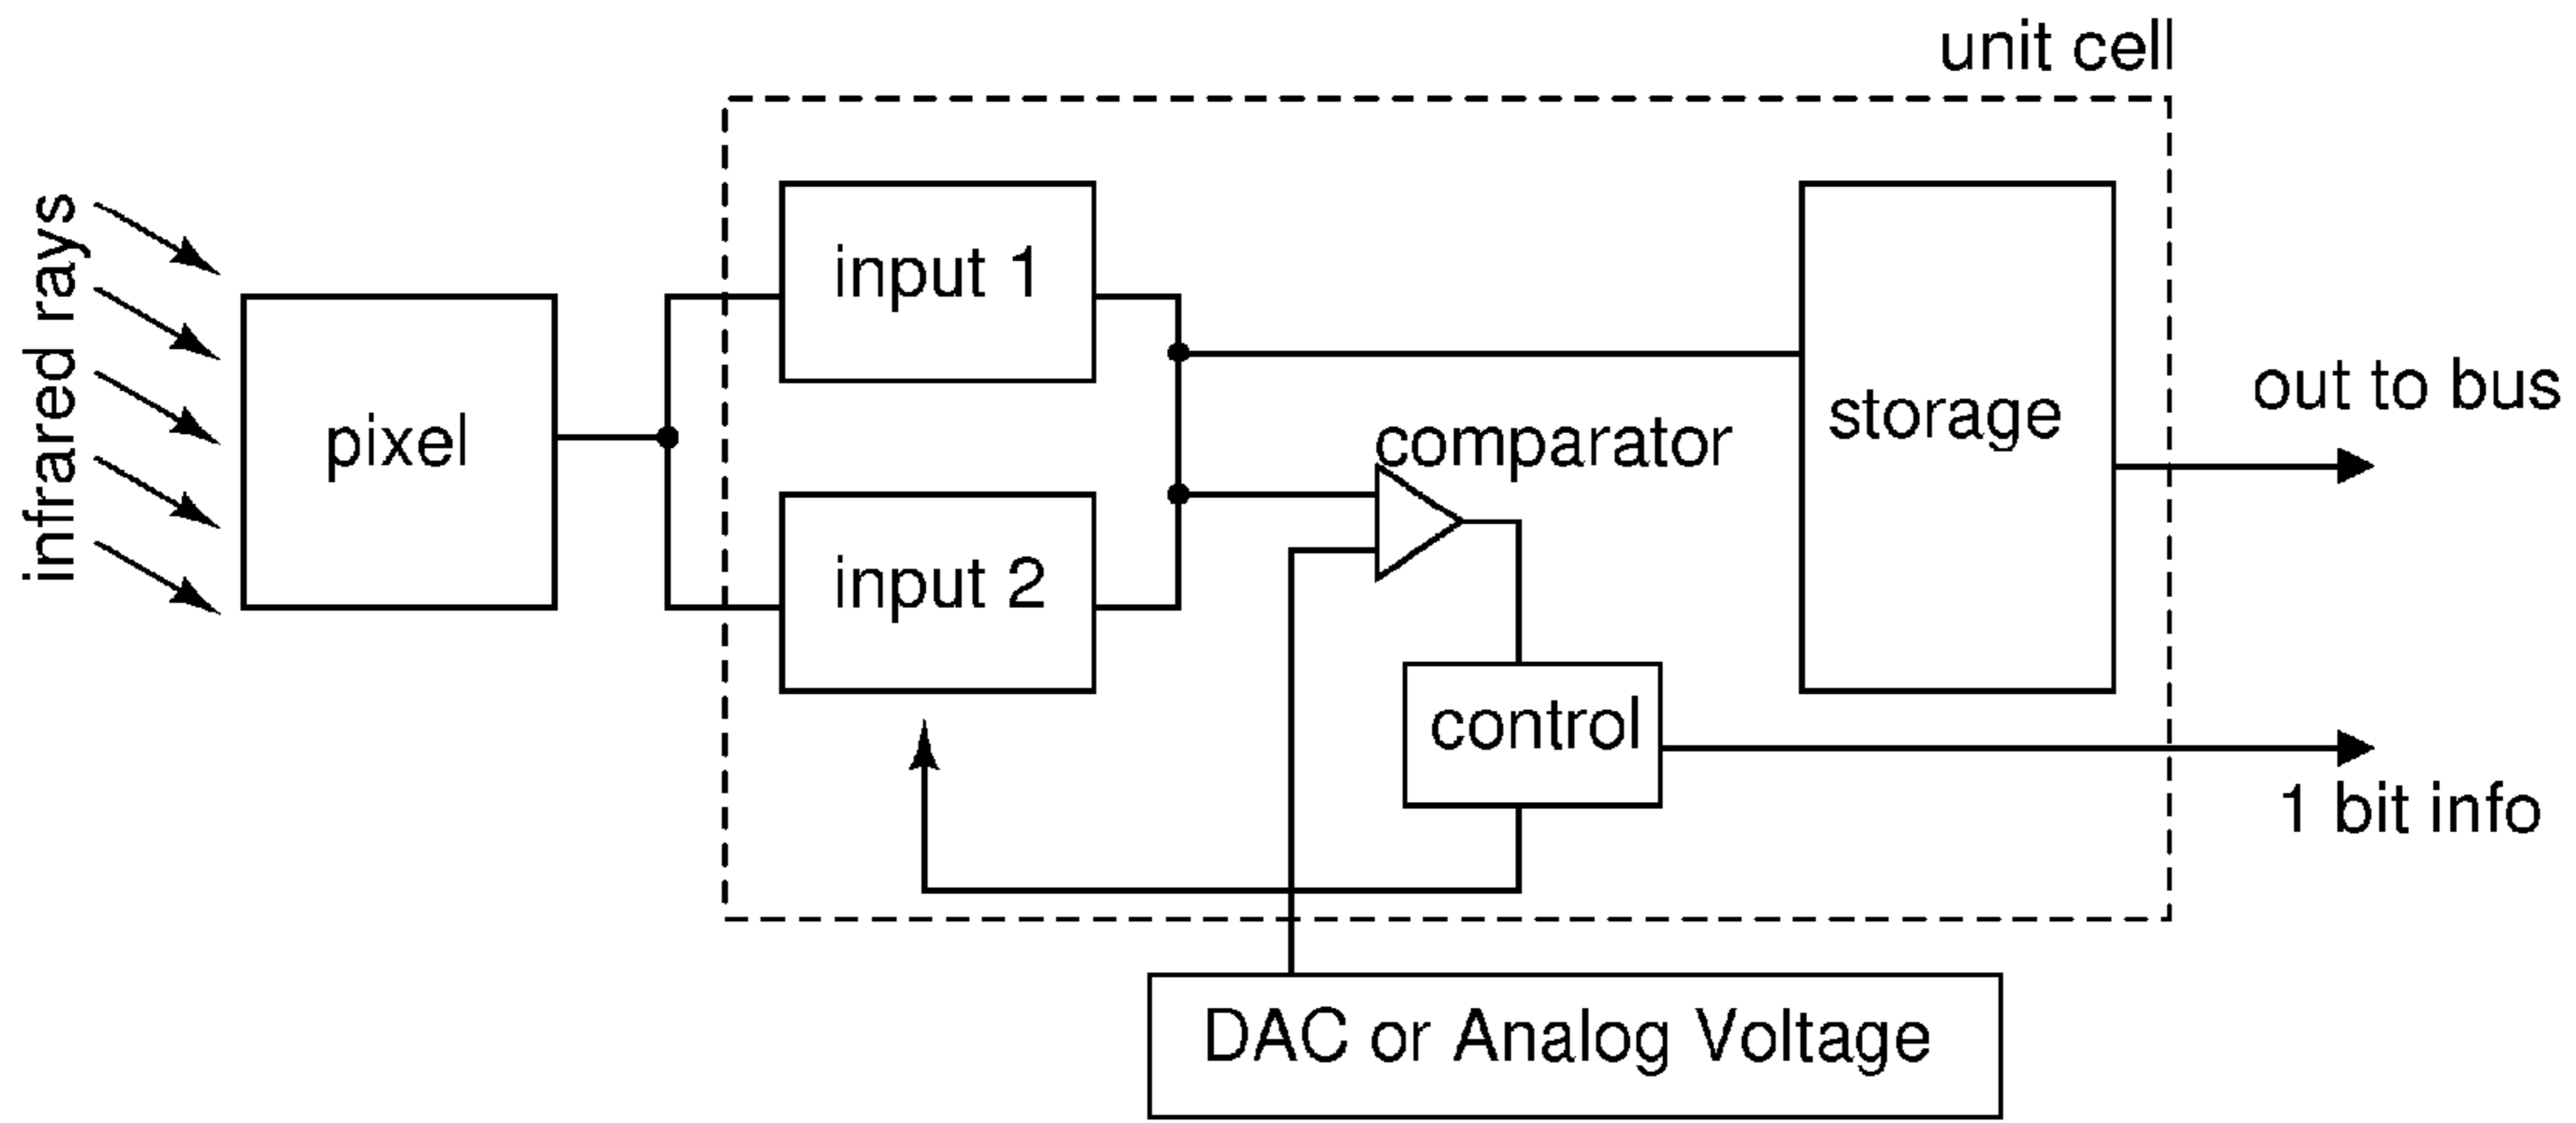 unit cell
infrared rays
pixel
input 1
input 2
comparator
storage
out to bus
control
1 bit info
DAC or Analog Voltage